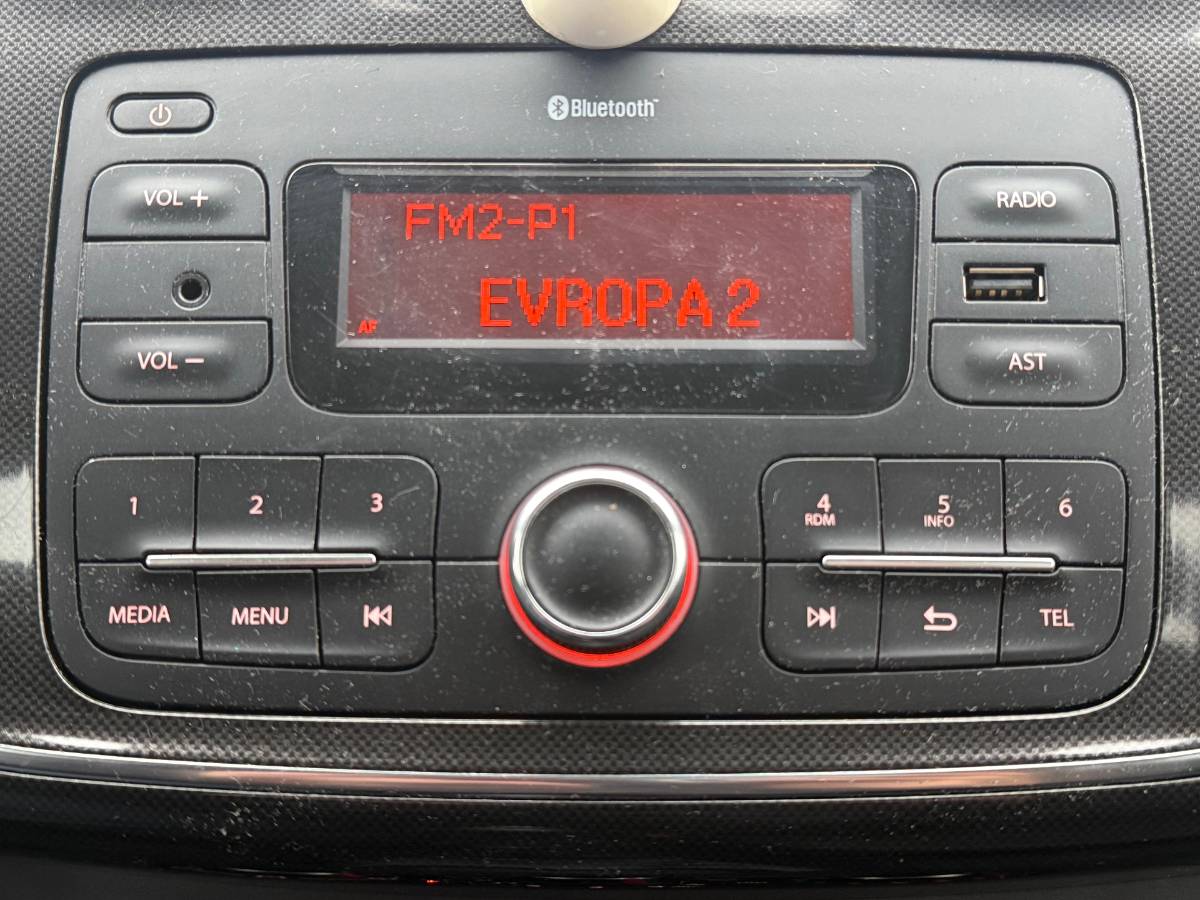 Bluetooth™
VOL +
FM2-P1
RADIO
EVROPA 2
AF
VOL −
AST
1
2
3
4
RDM
5
INFO
6
MEDIA
MENU
TEL